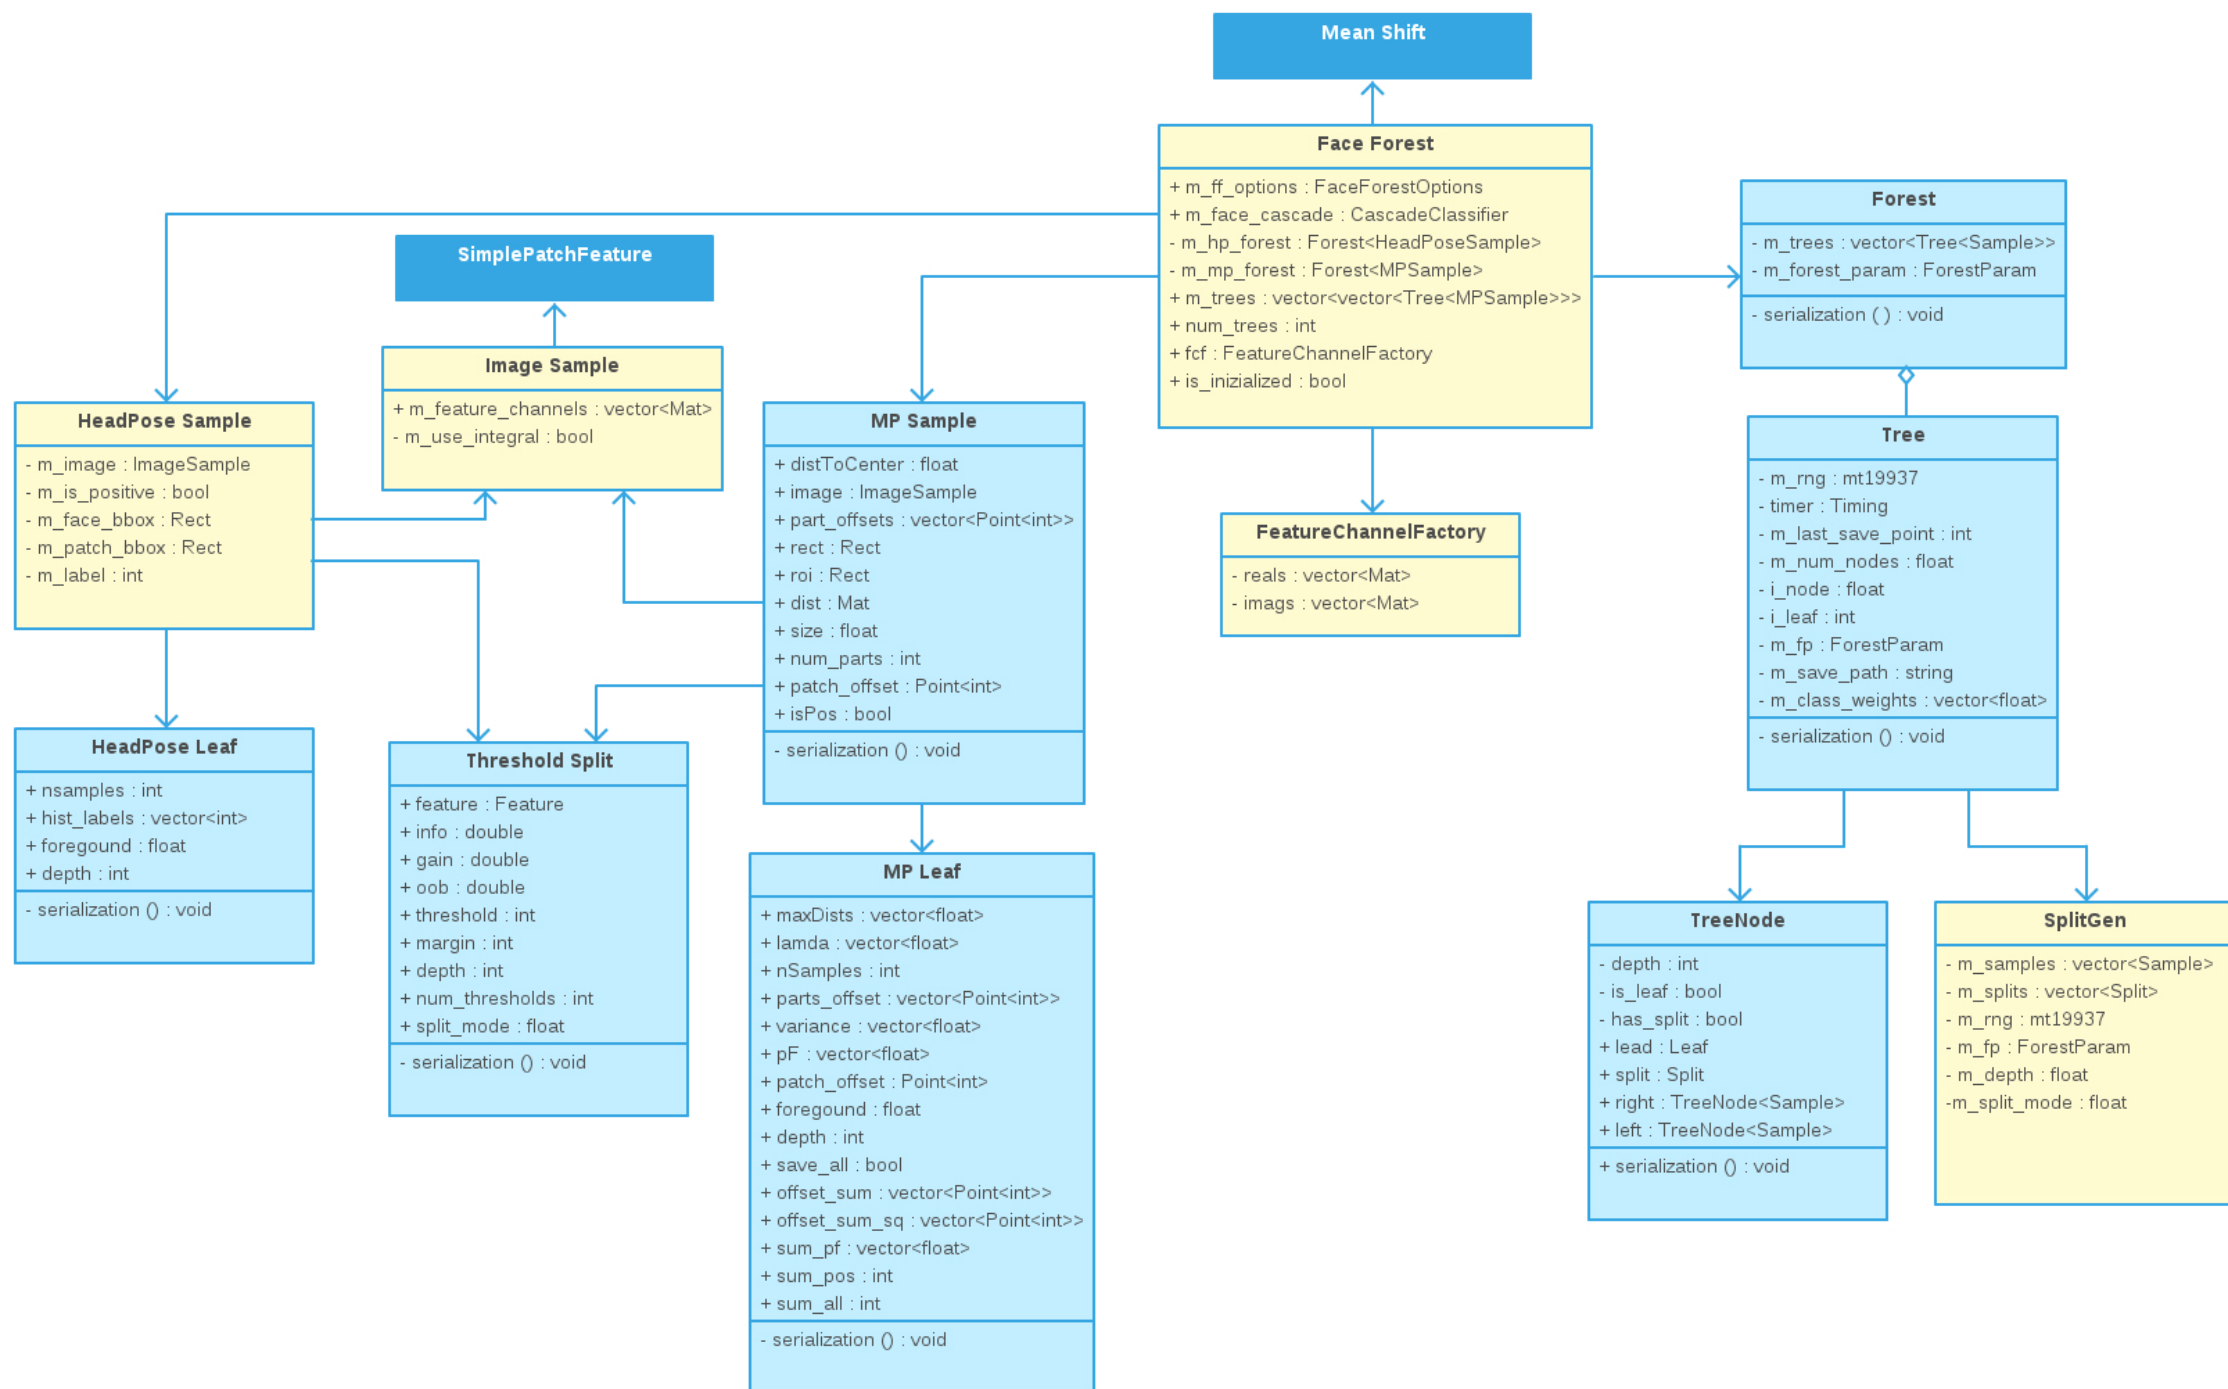 Mean Shift
Face Forest
+ m_ff_options : FaceForestOptions
+ m_face_cascade : CascadeClassifier
- m_hp_forest : Forest<HeadPoseSample>
- m_mp_forest : Forest<MPSample>
+ m_trees : vector<vector<Tree<MPSample>>>
+ num_trees : int
+ fcf : FeatureChannelFactory
+ is_inizialized : bool
Forest
- m_trees : vector<Tree<Sample>>
- m_forest_param : ForestParam
- serialization ( ) : void
SimplePatchFeature
Image Sample
+ m_feature_channels : vector<Mat>
- m_use_integral : bool
HeadPose Sample
- m_image : ImageSample
- m_is_positive : bool
- m_face_bbox : Rect
- m_patch_bbox : Rect
- m_label : int
MP Sample
+ distToCenter : float
+ image : ImageSample
+ part_offsets : vector<Point<int>>
+ rect : Rect
+ roi : Rect
+ dist : Mat
+ size : float
+ num_parts : int
+ patch_offset : Point<int>
+ isPos : bool
- serialization () : void
FeatureChannelFactory
- reals : vector<Mat>
- imags : vector<Mat>
Tree
- m_rng : mt19937
- timer : Timing
- m_last_save_point : int
- m_num_nodes : float
- i_node : float
- i_leaf : int
- m_fp : ForestParam
- m_save_path : string
- m_class_weights : vector<float>
- serialization () : void
HeadPose Leaf
+ nsamples : int
+ hist_labels : vector<int>
+ foregound : float
+ depth : int
- serialization () : void
Threshold Split
+ feature : Feature
+ info : double
+ gain : double
+ oob : double
+ threshold : int
+ margin : int
+ depth : int
+ num_thresholds : int
+ split_mode : float
- serialization () : void
MP Leaf
+ maxDists : vector<float>
+ lamda : vector<float>
+ nSamples : int
+ parts_offset : vector<Point<int>>
+ variance : vector<float>
+ pF : vector<float>
+ patch_offset : Point<int>
+ foregound : float
+ depth : int
+ save_all : bool
+ offset_sum : vector<Point<int>>
+ offset_sum_sq : vector<Point<int>>
+ sum_pf : vector<float>
+ sum_pos : int
+ sum_all : int
- serialization () : void
TreeNode
- depth : int
- is_leaf : bool
- has_split : bool
+ lead : Leaf
+ split : Split
+ right : TreeNode<Sample>
+ left : TreeNode<Sample>
+ serialization () : void
SplitGen
- m_samples : vector<Sample>
- m_splits : vector<Split>
- m_rng : mt19937
- m_fp : ForestParam
- m_depth : float
-m_split_mode : float